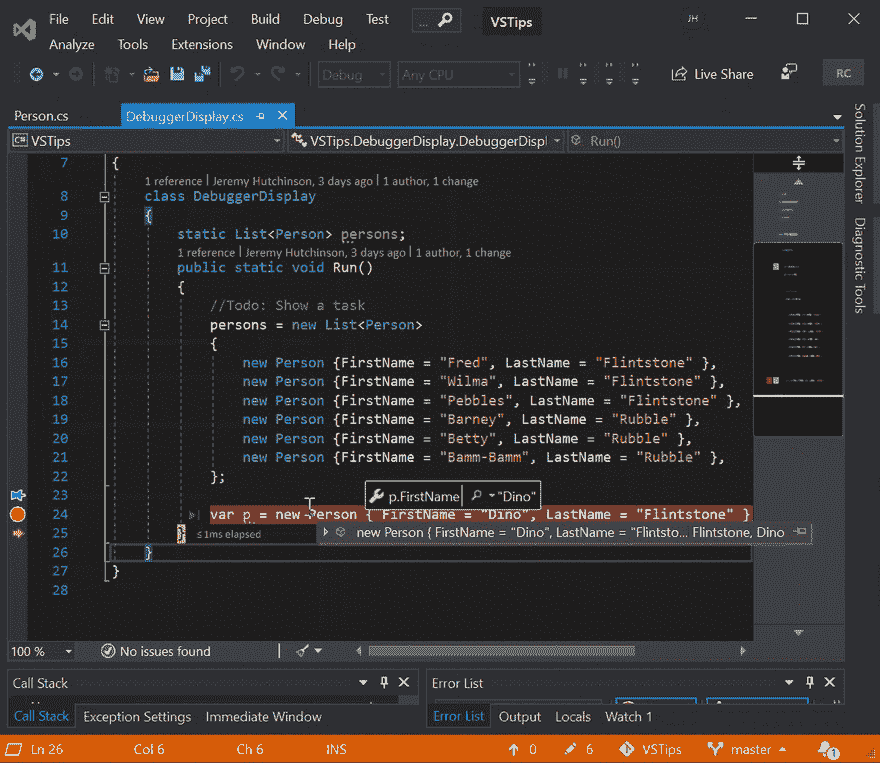 File Edit View Project Build Debug Test ... VSTips JH
Analyze Tools Extensions Window Help
Debug Any CPU Live Share RC
Person.cs DebuggerDisplay.cs
C# VSTips VSTips.DebuggerDisplay.DebuggerDispl Run()
Solution Explorer
Diagnostic Tools
7 {
1 reference | Jeremy Hutchinson, 3 days ago | 1 author, 1 change
8 class DebuggerDisplay
9 {
10 static List<Person> persons;
1 reference | Jeremy Hutchinson, 3 days ago | 1 author, 1 change
11 public static void Run()
12 {
13 //Todo: Show a task
14 persons = new List<Person>
15 {
16 new Person {FirstName = "Fred", LastName = "Flintstone" },
17 new Person {FirstName = "Wilma", LastName = "Flintstone" },
18 new Person {FirstName = "Pebbles", LastName = "Flintstone" },
19 new Person {FirstName = "Barney", LastName = "Rubble" },
20 new Person {FirstName = "Betty", LastName = "Rubble" },
21 new Person {FirstName = "Bamm-Bamm", LastName = "Rubble" },
22 };
23 p.FirstName "Dino"
24 var p = new Person { FirstName = "Dino", LastName = "Flintstone" }
25 } ≤1ms elapsed new Person { FirstName = "Dino", LastName = "Flintsto... Flintstone, Dino
26 }
27 }
28
100 % No issues found
Call Stack Error List
Call Stack Exception Settings Immediate Window Error List Output Locals Watch 1
Ln 26 Col 6 Ch 6 INS 0 6 VSTips master 1